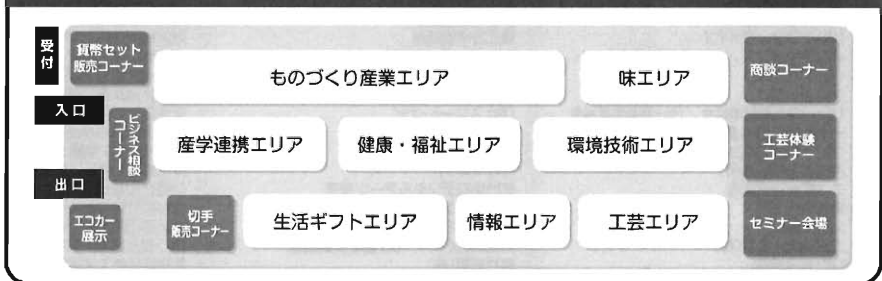 受付
貨幣セット
販売コーナー
ものづくり産業エリア
味エリア
商談コーナー
入口
ビジネス相談
コーナー
産学連携エリア
健康・福祉エリア
環境技術エリア
工芸体験
コーナー
出口
エコカー
展示
切手
販売コーナー
生活ギフトエリア
情報エリア
工芸エリア
セミナー会場